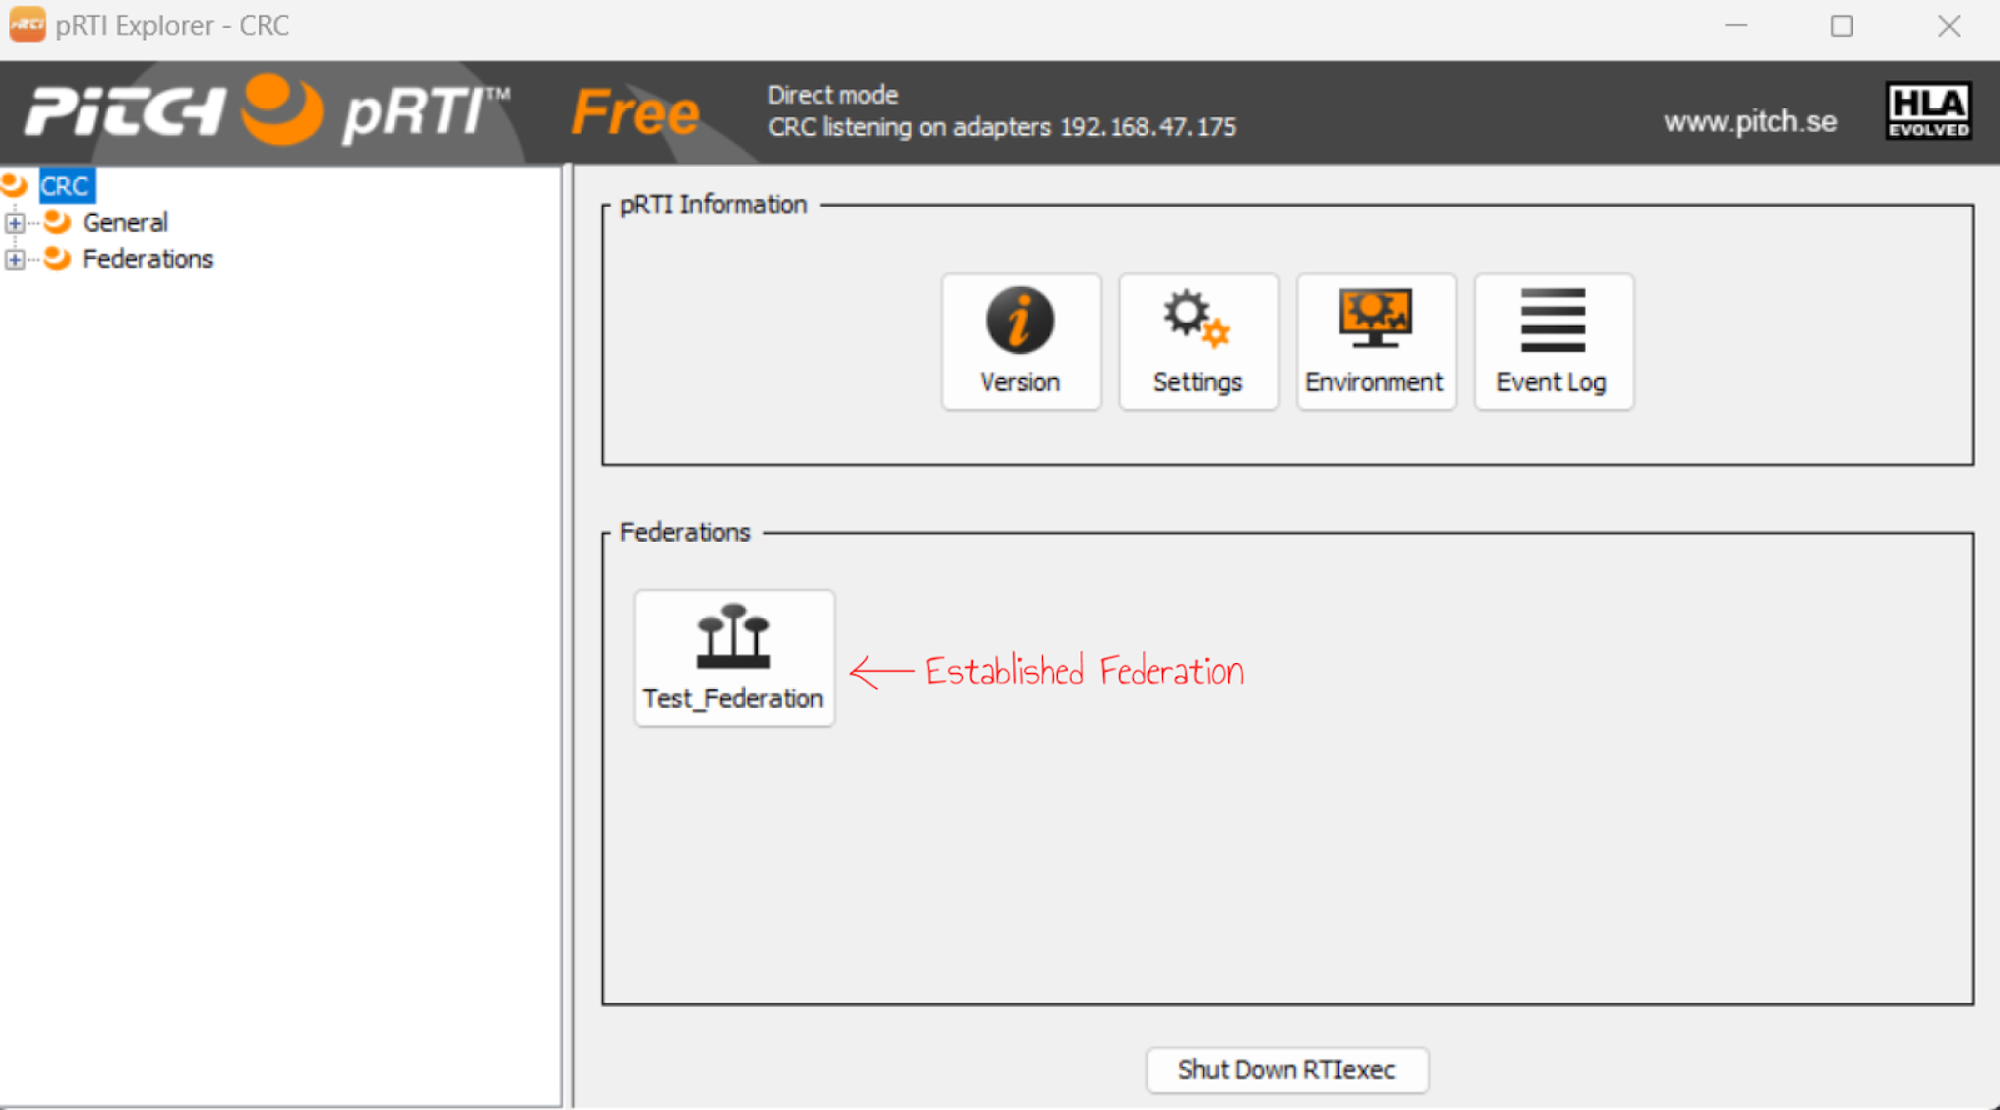 pRTI Explorer - CRC
PITCH pRTI™ Free
Direct mode
CRC listening on adapters 192.168.47.175
www.pitch.se
HLA
EVOLVED
CRC
General
Federations
pRTI Information
Version
Settings
Environment
Event Log
Federations
Test_Federation
Established Federation
Shut Down RTIexec